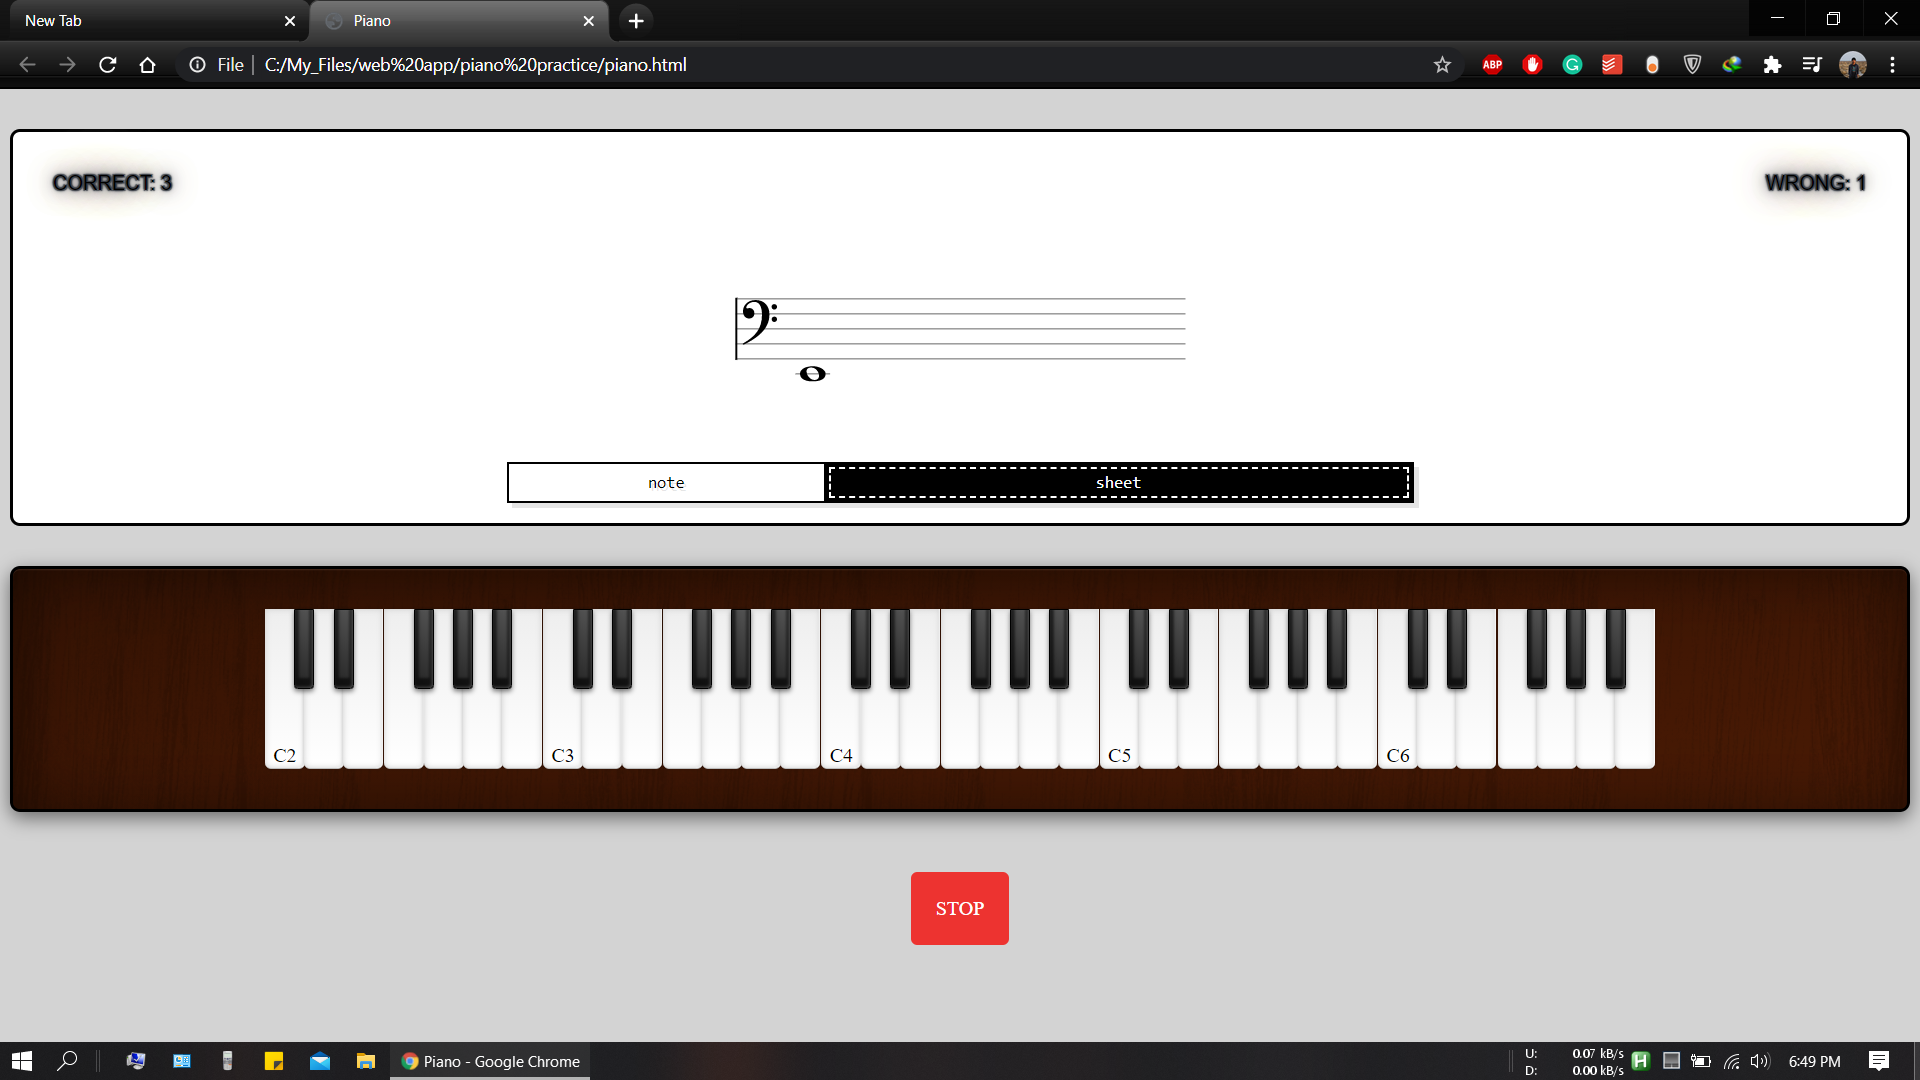 New Tab
Piano
File
C:/My_Files/web%20app/piano%20practice/piano.html
ABP
CORRECT: 3
WRONG: 1
note
sheet
C2
C3
C4
C5
C6
STOP
Piano - Google Chrome
U: 0.07 kB/s
D: 0.00 kB/s
H
6:49 PM